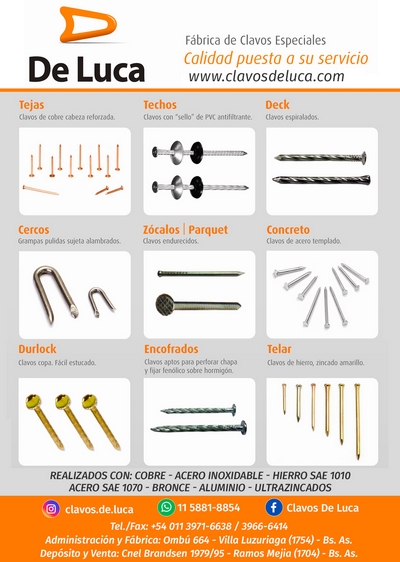 De Luca
Fábrica de Clavos Especiales
Calidad puesta a su servicio
www.clavosdeluca.com
Tejas
Clavos de cobre cabeza reforzada.
Techos
Clavos con "sello" de PVC antifiltrante.
Deck
Clavos espiralados.
Cercos
Grampas pulidas sujeta alambrados.
Zócalos | Parquet
Clavos endurecidos.
Concreto
Clavos de acero templado.
Durlock
Clavos copa. Fácil estucado.
Encofrados
Clavos aptos para perforar chapa
y fijar fenólico sobre hormigón.
Telar
Clavos de hierro, zincado amarillo.
REALIZADOS CON: COBRE - ACERO INOXIDABLE - HIERRO SAE 1010
ACERO SAE 1070 - BRONCE - ALUMINIO - ULTRAZINCADOS
clavos.de.luca
11 5881-8854
Clavos De Luca
Tel./Fax: +54 011 3971-6638 / 3966-6414
Administración y Fábrica: Ombú 664 - Villa Luzuriaga (1754) - Bs. As.
Depósito y Venta: Cnel Brandsen 1979/95 - Ramos Mejia (1704) - Bs. As.